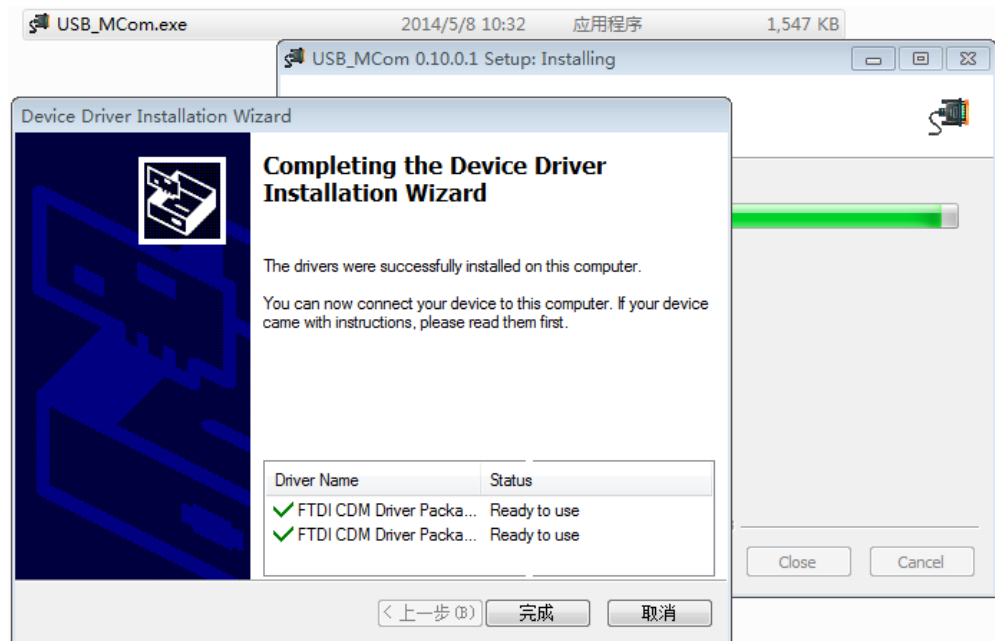 USB_MCom.exe 2014/5/8 10:32 应用程序 1,547 KB
USB_MCom 0.10.0.1 Setup: Installing
Device Driver Installation Wizard
Completing the Device Driver
Installation Wizard
The drivers were successfully installed on this computer.
You can now connect your device to this computer. If your device
came with instructions, please read them first.
Driver Name Status
FTDI CDM Driver Packa... Ready to use
FTDI CDM Driver Packa... Ready to use
Close Cancel
< 上一步(B) 完成 取消